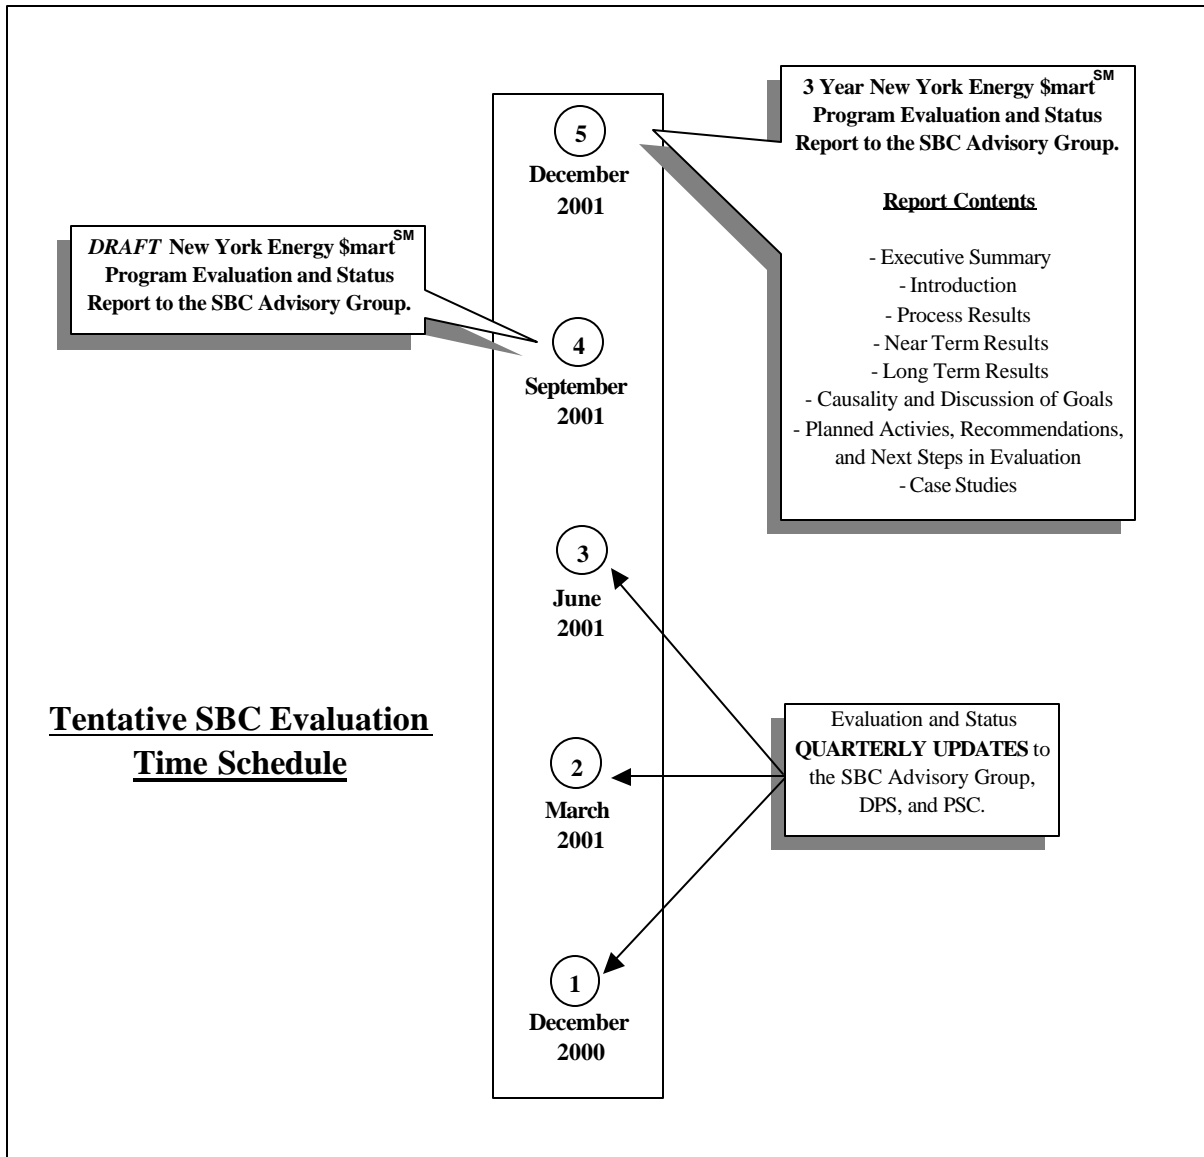 3 Year New York Energy $mart℠
Program Evaluation and Status
Report to the SBC Advisory Group.
Report Contents
- Executive Summary
- Introduction
- Process Results
- Near Term Results
- Long Term Results
- Causality and Discussion of Goals
- Planned Activies, Recommendations,
and Next Steps in Evaluation
- Case Studies
5
December
2001
DRAFT New York Energy $mart℠
Program Evaluation and Status
Report to the SBC Advisory Group.
4
September
2001
3
June
2001
Tentative SBC Evaluation
Time Schedule
Evaluation and Status
QUARTERLY UPDATES to
the SBC Advisory Group,
DPS, and PSC.
2
March
2001
1
December
2000